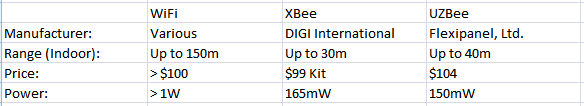 WiFi XBee UZBee
Manufacturer: Various DIGI International Flexipanel, Ltd.
Range (Indoor): Up to 150m Up to 30m Up to 40m
Price: > $100 $99 Kit $104
Power: > 1W 165mW 150mW